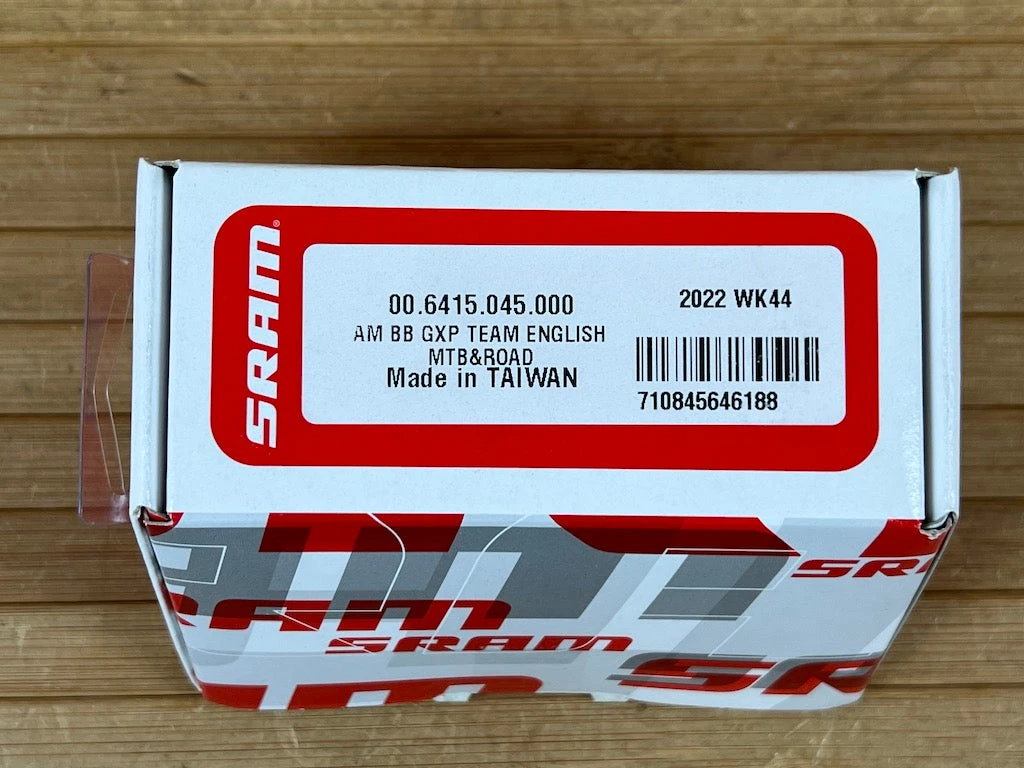 SRAM®
00.6415.045.000
AM BB GXP TEAM ENGLISH
MTB&ROAD
Made in TAIWAN
2022 WK44
710845646188
SRAM
SRAM